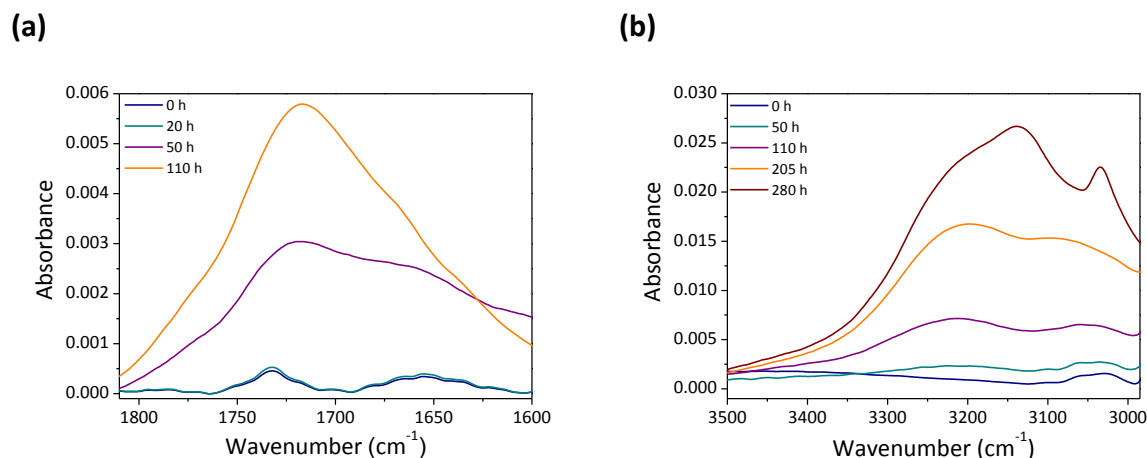 (a)
0.006
0.005
0.004
0.003
0.002
0.001
0.000
Absorbance
0 h
20 h
50 h
110 h
1800
1750
1700
1650
1600
Wavenumber (cm⁻¹)
(b)
0.030
0.025
0.020
0.015
0.010
0.005
0.000
Absorbance
0 h
50 h
110 h
205 h
280 h
3500
3400
3300
3200
3100
3000
Wavenumber (cm⁻¹)